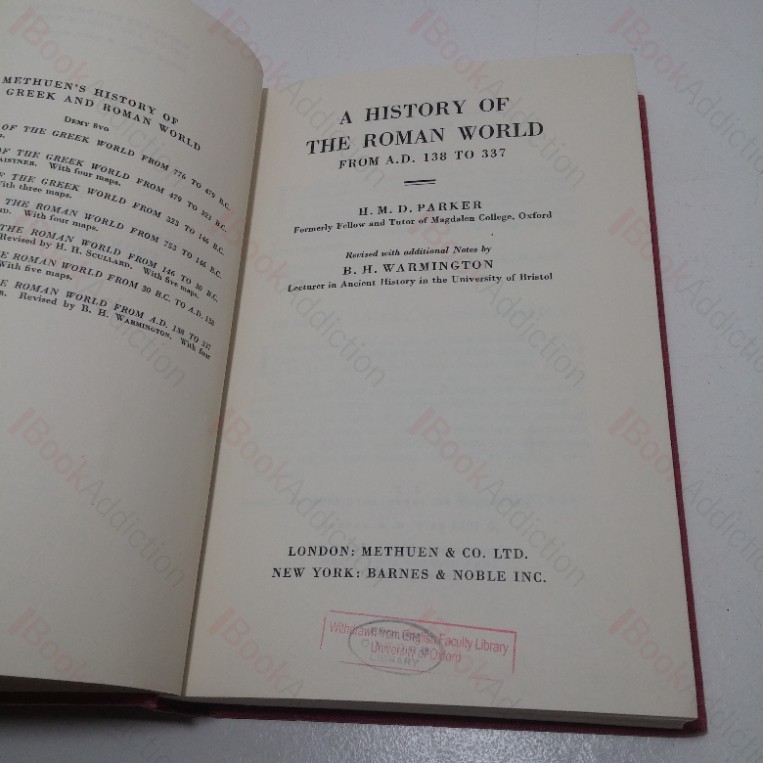 METHUEN'S HISTORY OF
GREEK AND ROMAN WORLD
DEMY 8VO
OF THE GREEK WORLD FROM 776 TO 479 B.C.
OF THE GREEK WORLD FROM 479 TO 323 B.C.
With four maps.
THE GREEK WORLD FROM 323 TO 146 B.C.
With three maps.
THE ROMAN WORLD FROM 753 TO 146 B.C.
With four maps.
THE ROMAN WORLD FROM 146 TO 30 B.C.
Revised by H. H. SCULLARD. With five maps.
ROMAN WORLD FROM 30 B.C. TO A.D. 138
With five maps.
ROMAN WORLD FROM A.D. 138 TO 337
Revised by B. H. WARMINGTON. With four
A HISTORY OF
THE ROMAN WORLD
FROM A.D. 138 TO 337
H. M. D. PARKER
Formerly Fellow and Tutor of Magdalen College, Oxford
Revised with additional Notes by
B. H. WARMINGTON
Lecturer in Ancient History in the University of Bristol
LONDON: METHUEN & CO. LTD.
NEW YORK: BARNES & NOBLE INC.
Withdrawn from English Faculty Library
University of Oxford
LIBRARY
BookAddiction